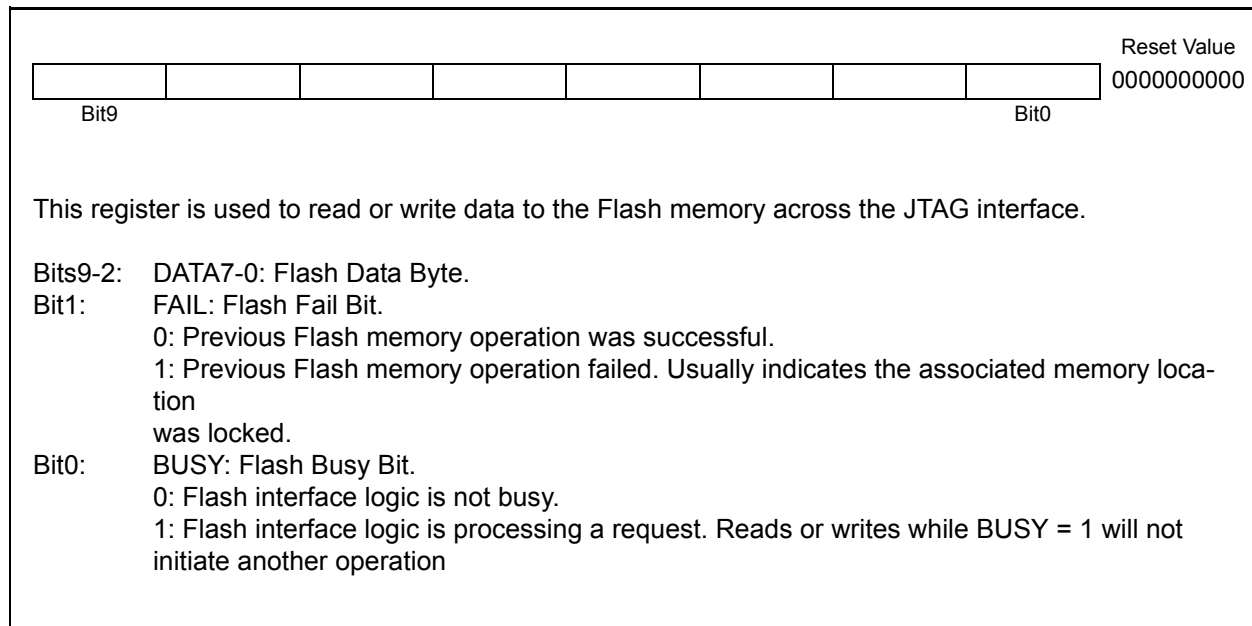 Reset Value
0000000000
Bit9 Bit0
This register is used to read or write data to the Flash memory across the JTAG interface.
Bits9-2: DATA7-0: Flash Data Byte.
Bit1: FAIL: Flash Fail Bit.
0: Previous Flash memory operation was successful.
1: Previous Flash memory operation failed. Usually indicates the associated memory loca-
tion
was locked.
Bit0: BUSY: Flash Busy Bit.
0: Flash interface logic is not busy.
1: Flash interface logic is processing a request. Reads or writes while BUSY = 1 will not
initiate another operation